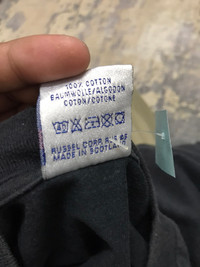 100% COTTON
BAUMWOLLE/ALGODON
COTON/COTONE
RUSSEL CORP.
MADE IN SCOTLAND